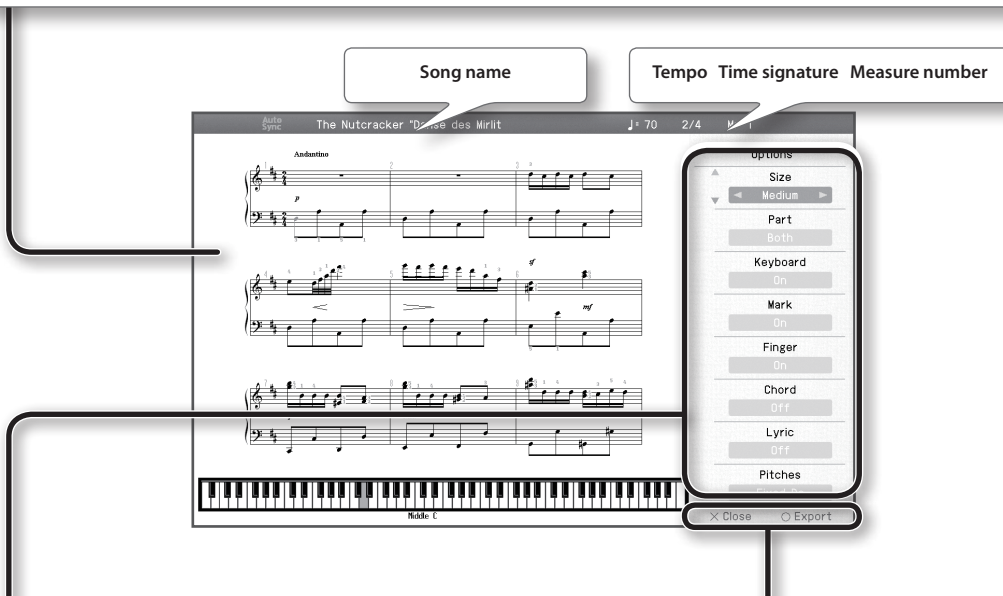 Song name
Tempo Time signature Measure number
Auto Sync The Nutcracker "Danse des Mirlit ♩= 70 2/4
Options
Size
Medium
Part
Both
Keyboard
On
Mark
On
Finger
On
Chord
Off
Lyric
Off
Pitches
Andantino
p
sf
mf
Middle C
× Close ○ Export